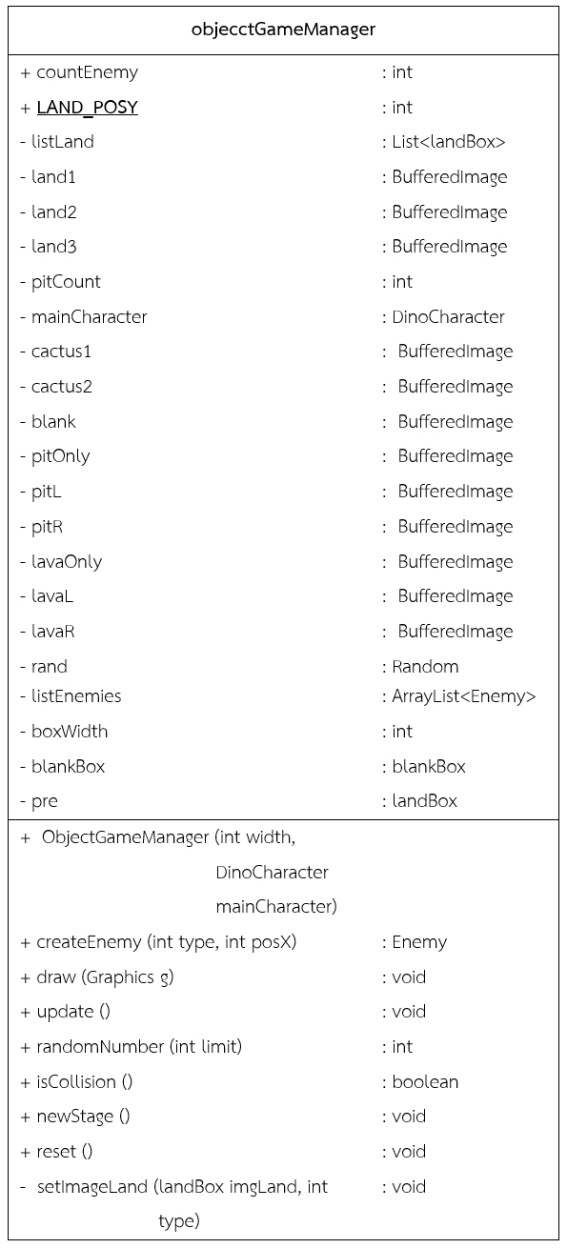 objecctGameManager
+ countEnemy : int
+ LAND_POSY : int
- listLand : List<landBox>
- land1 : BufferedImage
- land2 : BufferedImage
- land3 : BufferedImage
- pitCount : int
- mainCharacter : DinoCharacter
- cactus1 : BufferedImage
- cactus2 : BufferedImage
- blank : BufferedImage
- pitOnly : BufferedImage
- pitL : BufferedImage
- pitR : BufferedImage
- lavaOnly : BufferedImage
- lavaL : BufferedImage
- lavaR : BufferedImage
- rand : Random
- listEnemies : ArrayList<Enemy>
- boxWidth : int
- blankBox : blankBox
- pre : landBox
+ ObjectGameManager (int width,
DinoCharacter
mainCharacter)
+ createEnemy (int type, int posX) : Enemy
+ draw (Graphics g) : void
+ update () : void
+ randomNumber (int limit) : int
+ isCollision () : boolean
+ newStage () : void
+ reset () : void
- setImageLand (landBox imgLand, int : void
type)